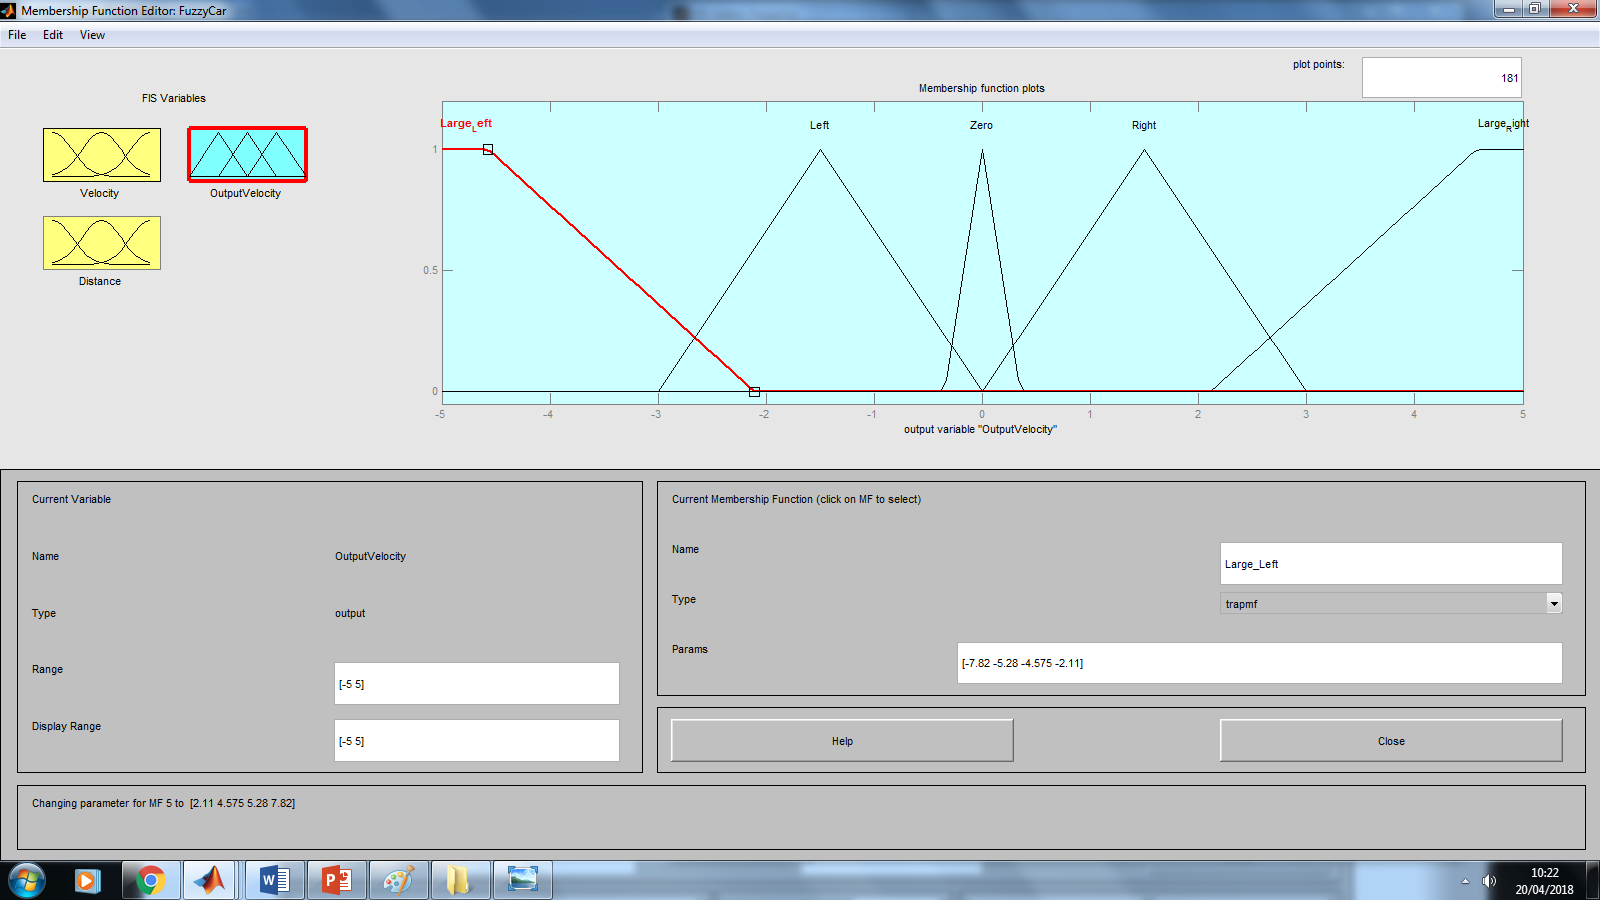 Membership Function Editor: FuzzyCar
File Edit View
plot points:
181
FIS Variables
Membership function plots
Velocity
OutputVelocity
Distance
Large_Left
Left
Zero
Right
Large_Right
1
0.5
0
-5 -4 -3 -2 -1 0 1 2 3 4 5
output variable "OutputVelocity"
Current Variable
Name OutputVelocity
Type output
Range [-5 5]
Display Range [-5 5]
Current Membership Function (click on MF to select)
Name Large_Left
Type trapmf
Params [-7.82 -5.28 -4.575 -2.11]
Help Close
Changing parameter for MF 5 to [2.11 4.575 5.28 7.82]
10:22
20/04/2018